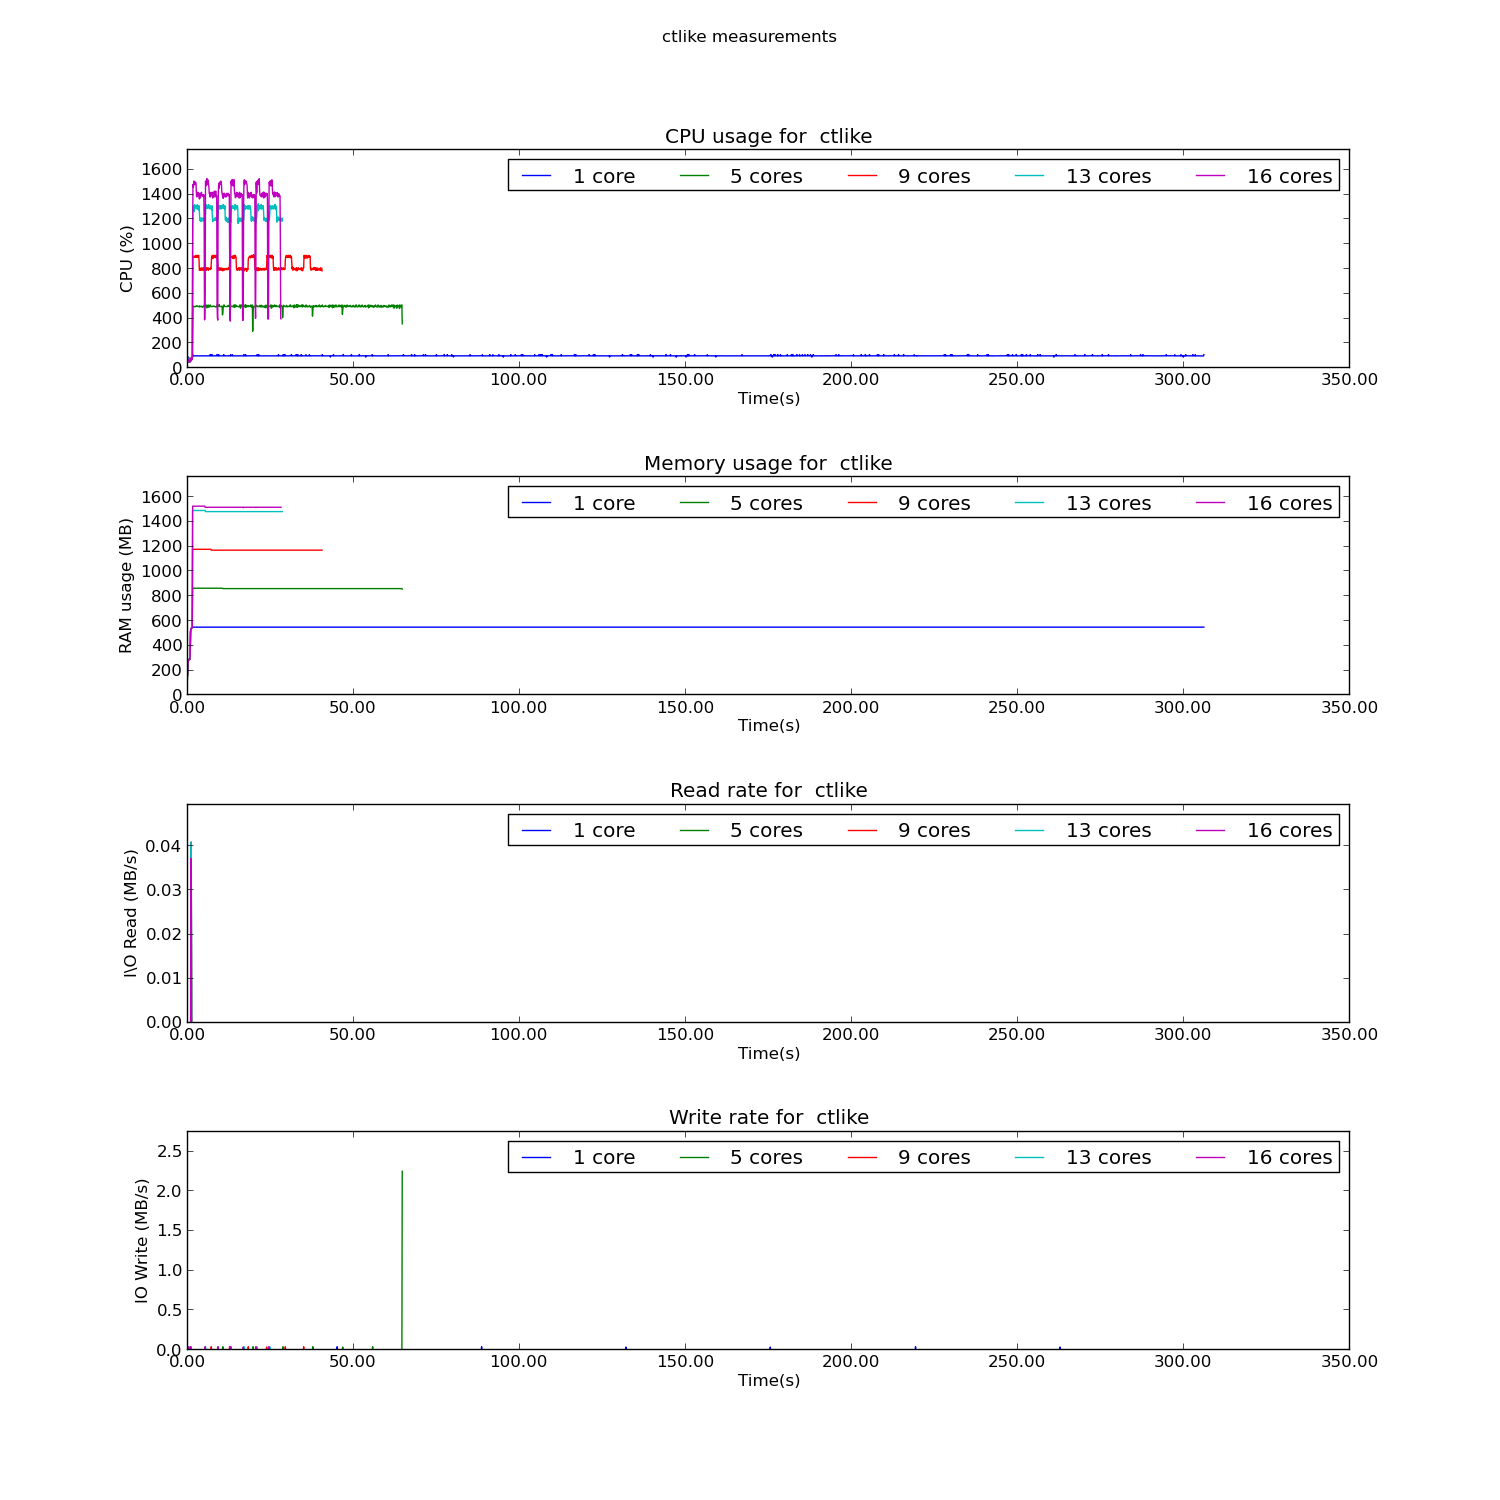 ctlike measurements
CPU usage for  ctlike
1 core 5 cores 9 cores 13 cores 16 cores
1600
1400
1200
1000
800
600
400
200
0
CPU (%)
0.00 50.00 100.00 150.00 200.00 250.00 300.00 350.00
Time(s)
Memory usage for  ctlike
1 core 5 cores 9 cores 13 cores 16 cores
1600
1400
1200
1000
800
600
400
200
0
RAM usage (MB)
0.00 50.00 100.00 150.00 200.00 250.00 300.00 350.00
Time(s)
Read rate for  ctlike
1 core 5 cores 9 cores 13 cores 16 cores
0.04
0.03
0.02
0.01
0.00
I\O Read (MB/s)
0.00 50.00 100.00 150.00 200.00 250.00 300.00 350.00
Time(s)
Write rate for  ctlike
1 core 5 cores 9 cores 13 cores 16 cores
2.5
2.0
1.5
1.0
0.5
0.0
IO Write (MB/s)
0.00 50.00 100.00 150.00 200.00 250.00 300.00 350.00
Time(s)